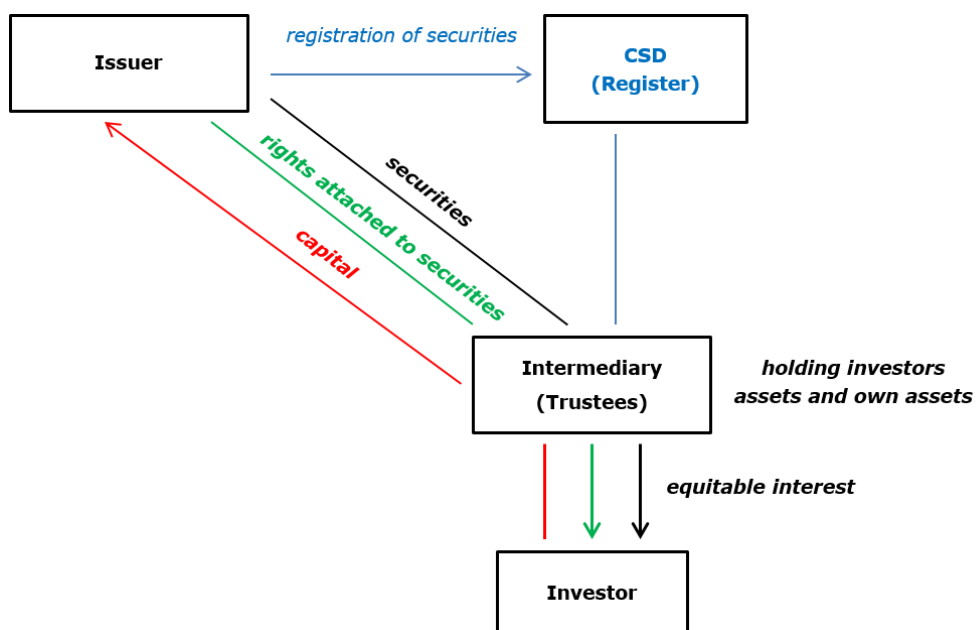 registration of securities
Issuer
CSD
(Register)
securities
rights attached to securities
capital
Intermediary
(Trustees)
holding investors
assets and own assets
equitable interest
Investor